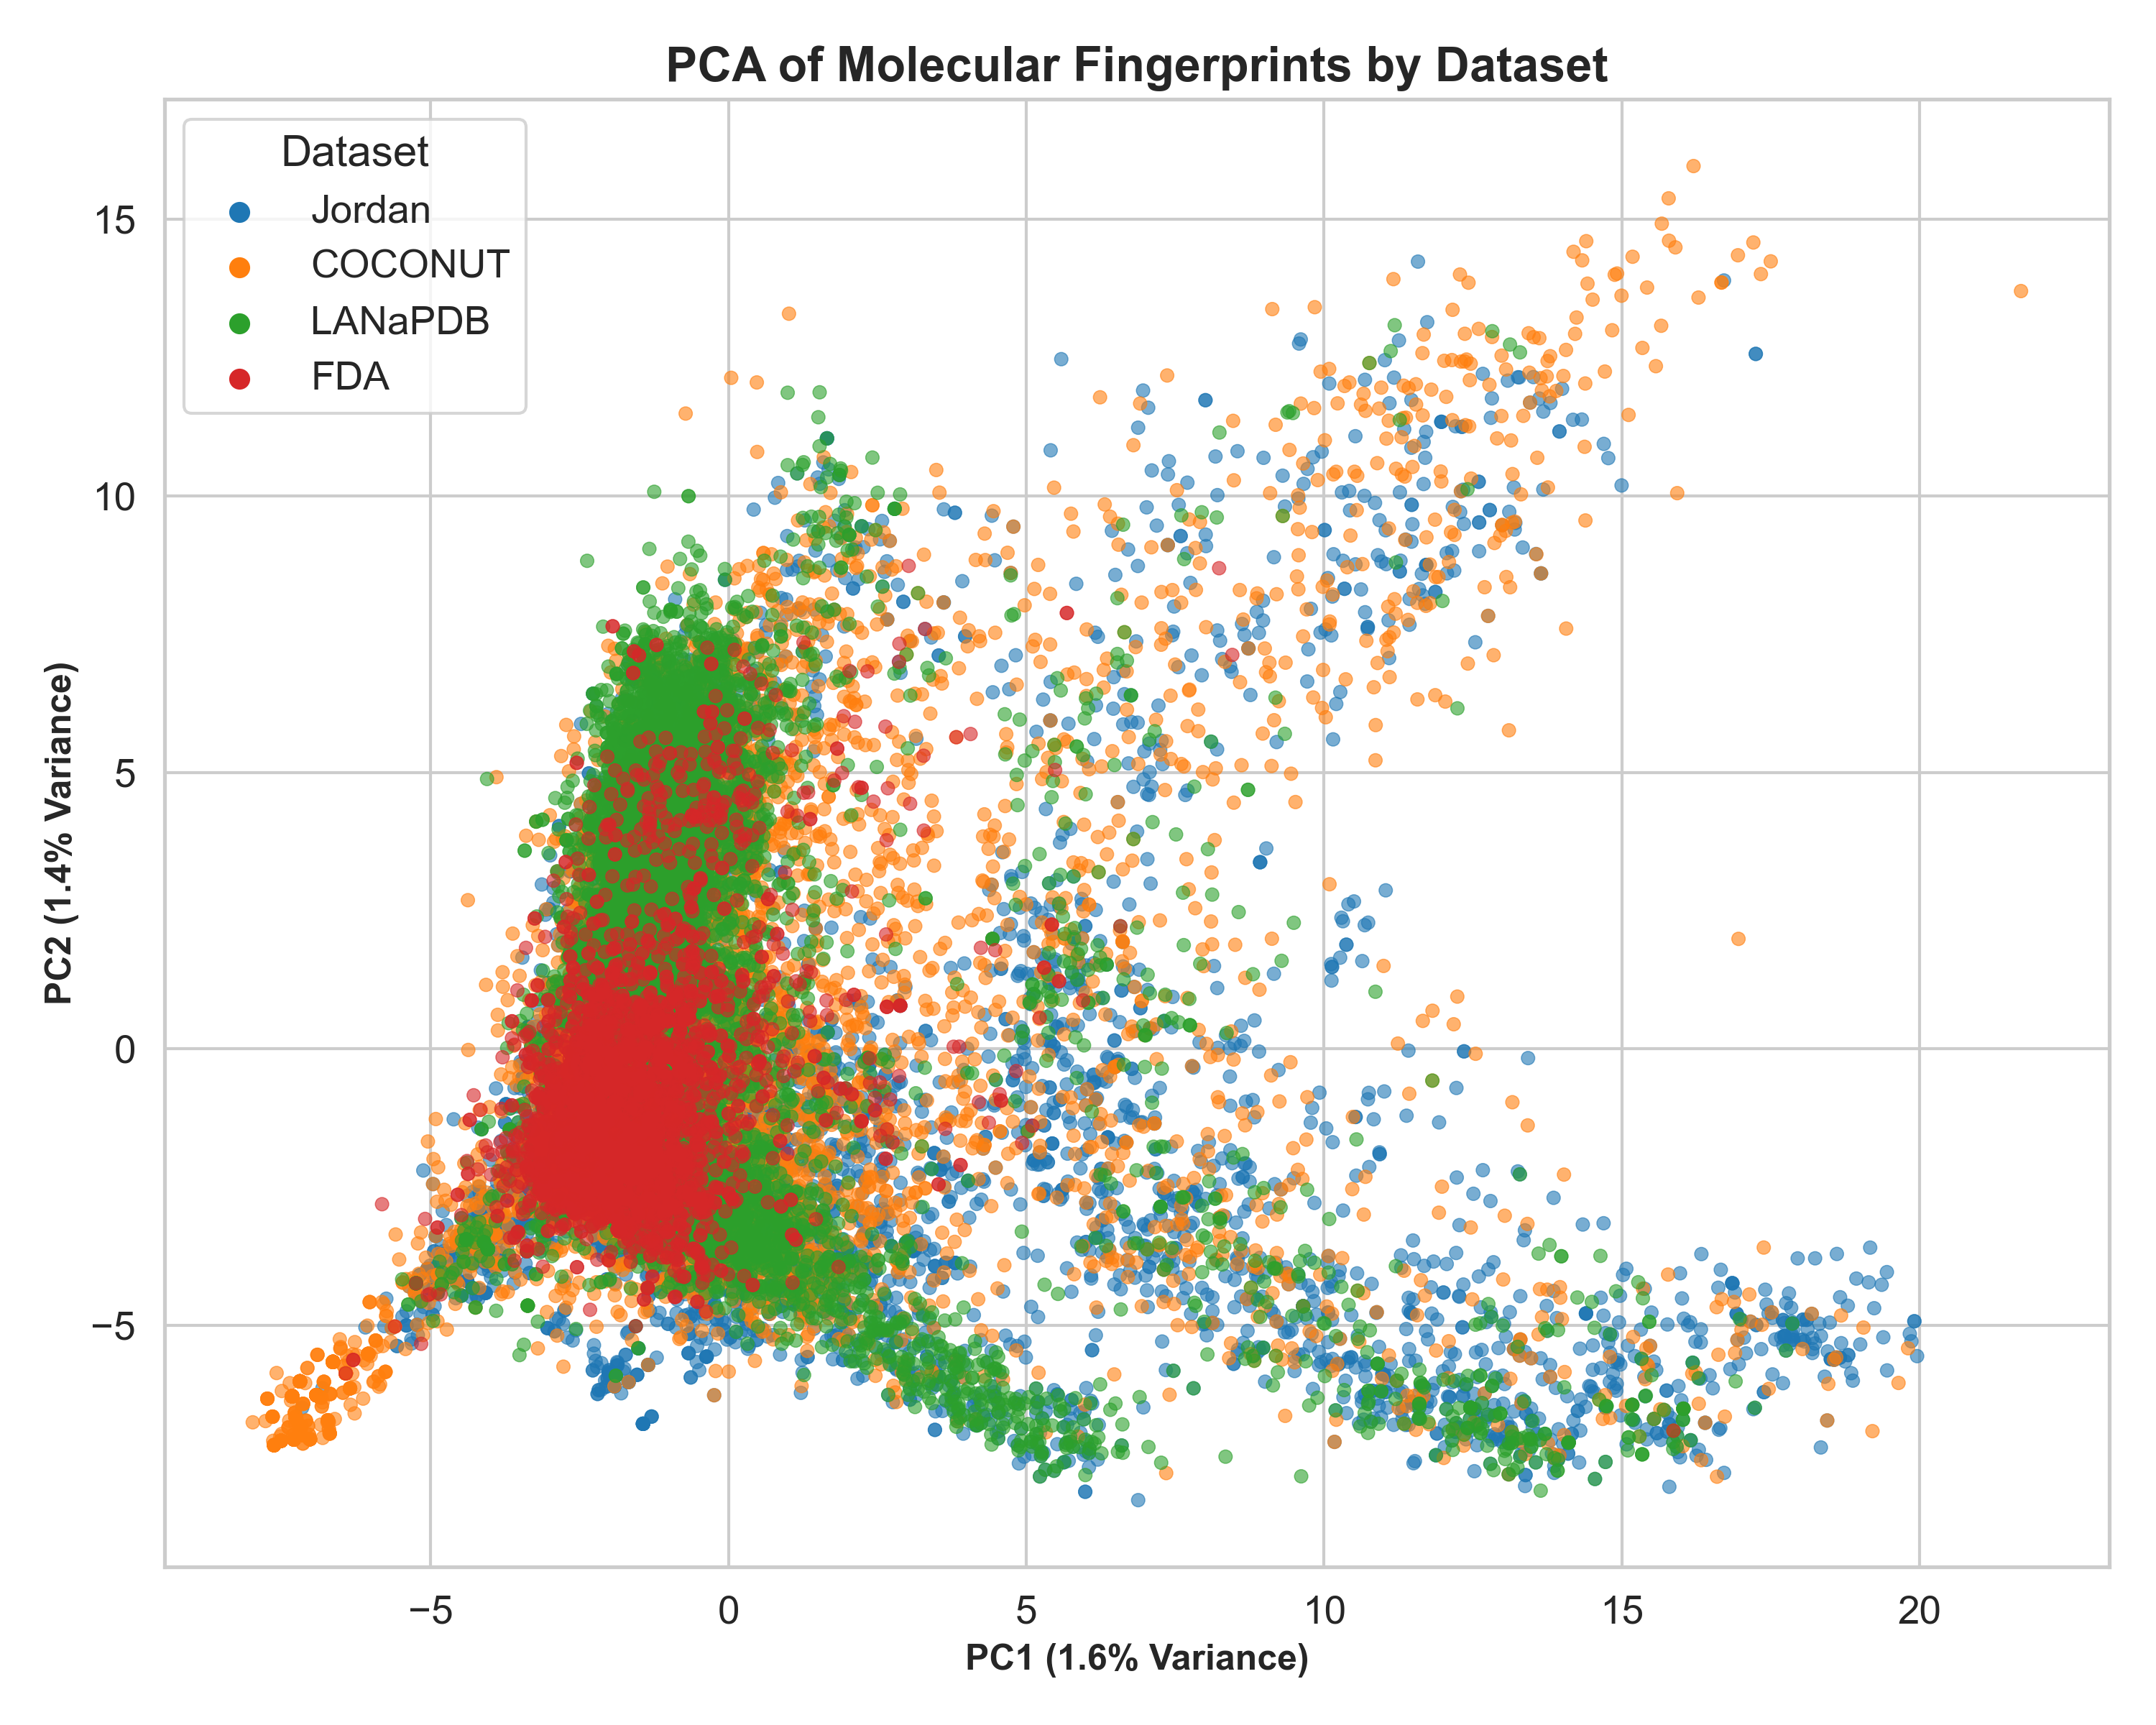 PCA of Molecular Fingerprints by Dataset
Dataset
Jordan
COCONUT
LANaPDB
FDA
PC2 (1.4% Variance)
15
10
5
0
−5
−5 0 5 10 15 20
PC1 (1.6% Variance)